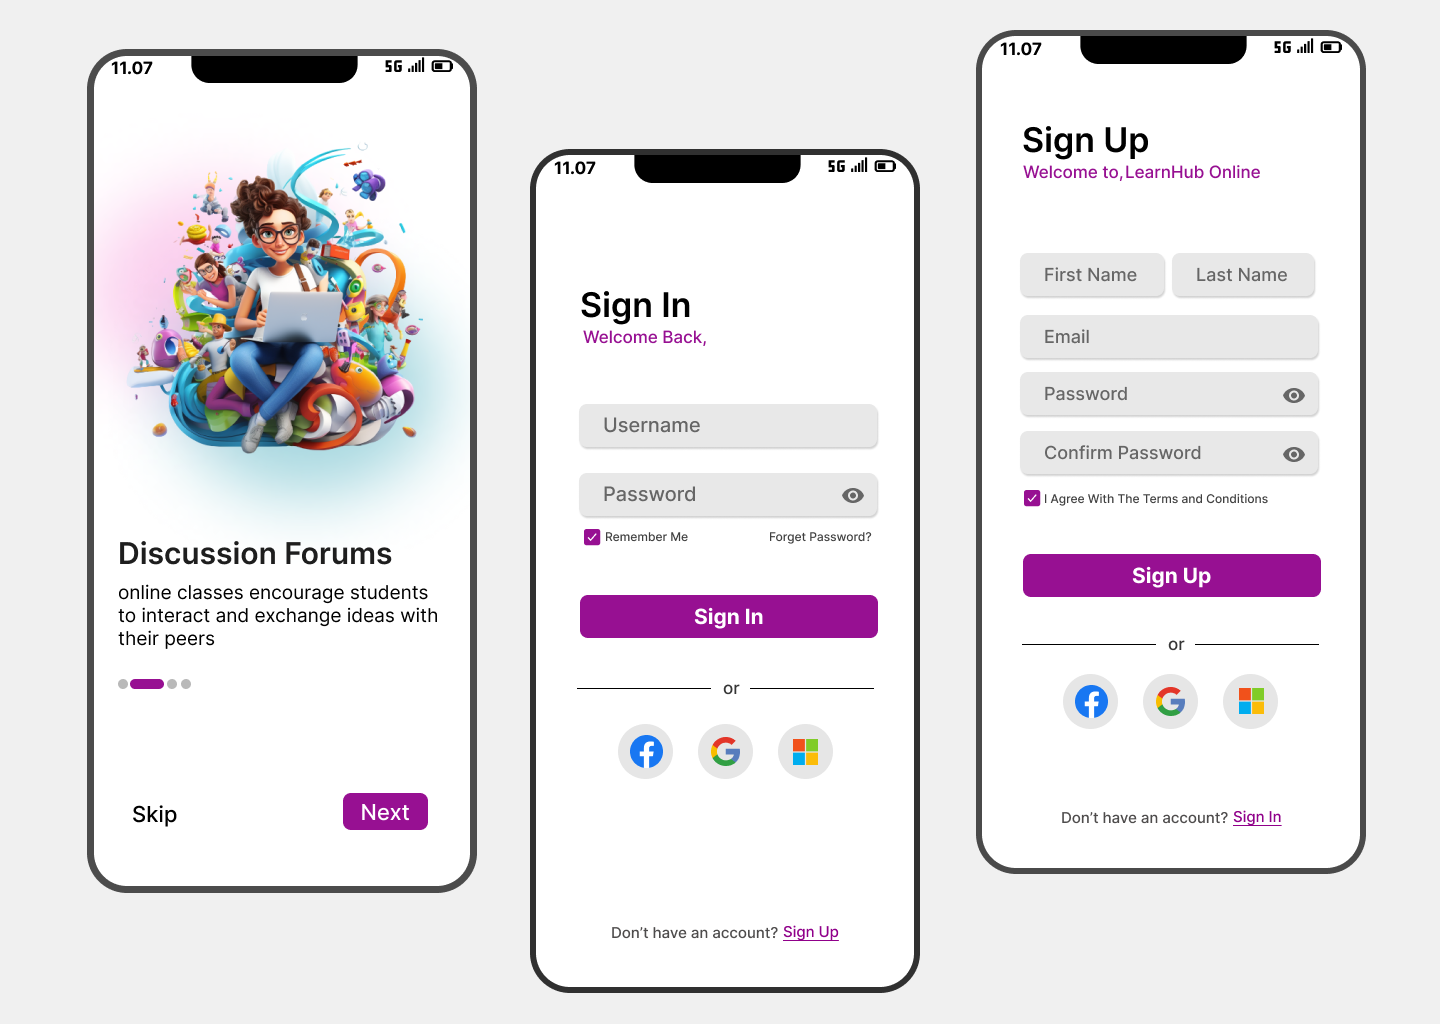 11.07
5G
Discussion Forums
online classes encourage students
to interact and exchange ideas with
their peers
Skip
Next
11.07
5G
Sign In
Welcome Back,
Username
Password
Remember Me
Forget Password?
Sign In
or
Don't have an account? Sign Up
11.07
5G
Sign Up
Welcome to,LearnHub Online
First Name
Last Name
Email
Password
Confirm Password
I Agree With The Terms and Conditions
Sign Up
or
Don't have an account? Sign In